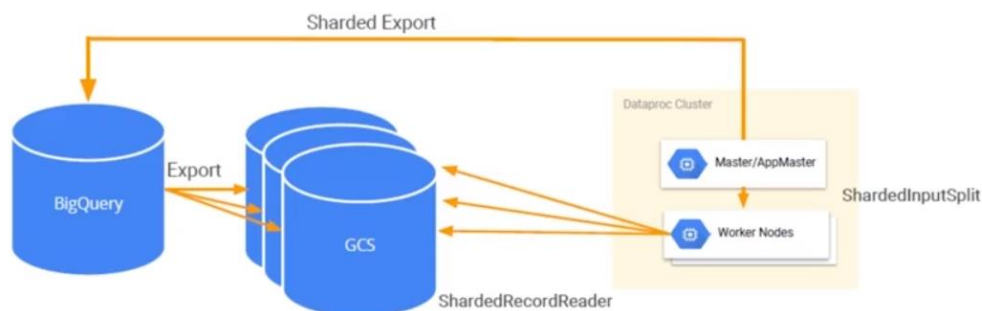 Sharded Export
Dataproc Cluster
Master/AppMaster
Export
ShardedInputSplit
BigQuery
Worker Nodes
GCS
ShardedRecordReader